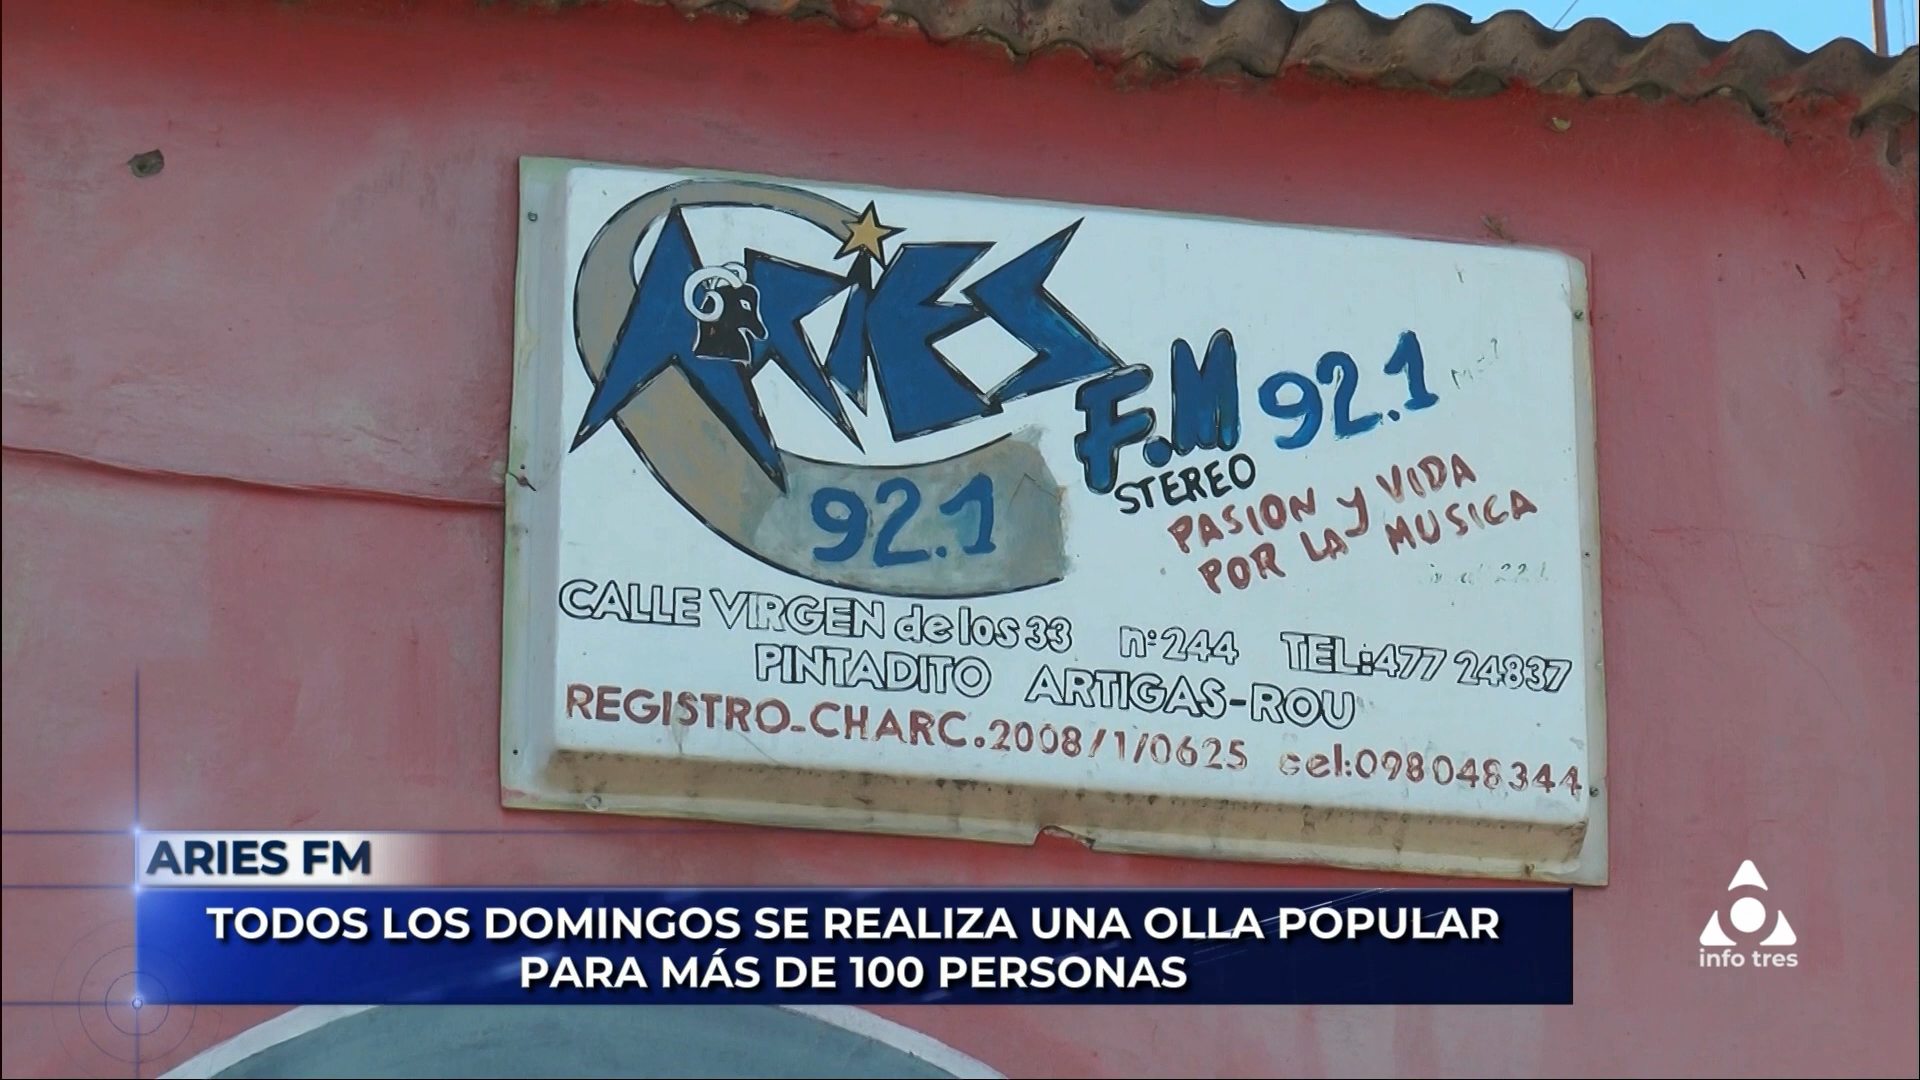 ARIES
F.M 92.1
STEREO
PASION Y VIDA
POR LA MUSICA
92.1
CALLE VIRGEN de los 33 n:244 TEL:477 24837
PINTADITO ARTIGAS-ROU
REGISTRO-CHARC.2008/1/0625 cel:098048344
ARIES FM
TODOS LOS DOMINGOS SE REALIZA UNA OLLA POPULAR
PARA MÁS DE 100 PERSONAS
info tres